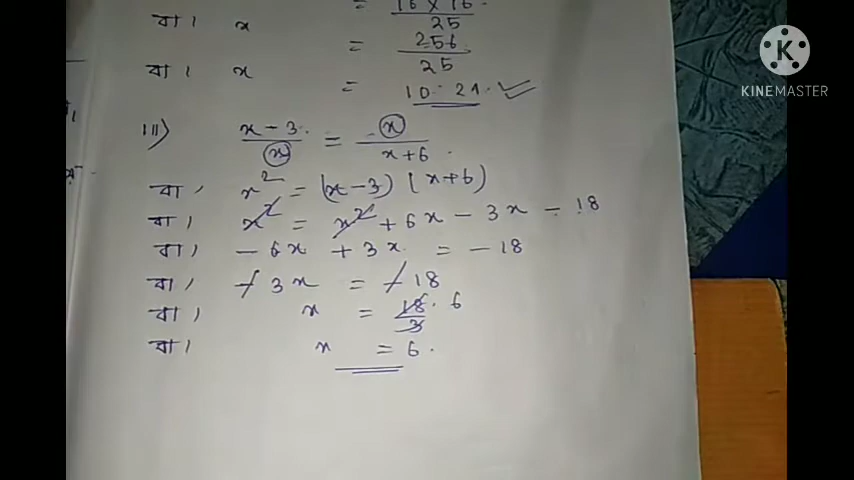 = 16 × 16 / 25
বা, x = 256 / 25
বা, x = 10.21.
III) x - 3 / x = x / x + 6
বা, x² = (x - 3) (x + 6)
বা, x² = x² + 6x - 3x - 18
বা, - 6x + 3x = - 18
বা, - 3x = - 18
বা, x = 18 / 3 6
বা, x = 6.
K
KINEMASTER